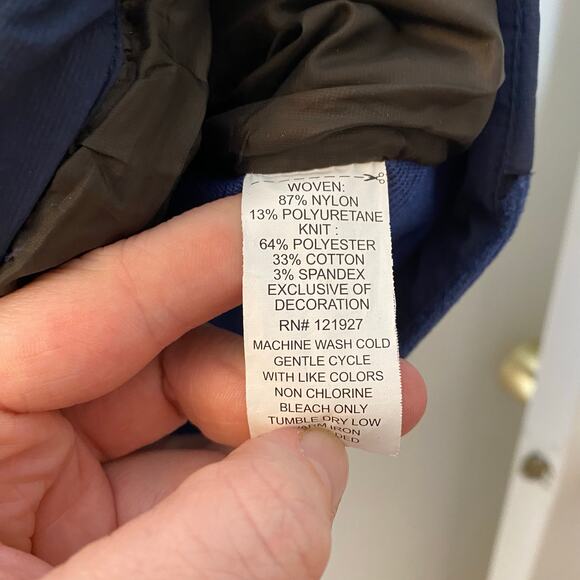 WOVEN:
87% NYLON
13% POLYURETANE
KNIT :
64% POLYESTER
33% COTTON
3% SPANDEX
EXCLUSIVE OF
DECORATION
RN# 121927
MACHINE WASH COLD
GENTLE CYCLE
WITH LIKE COLORS
NON CHLORINE
BLEACH ONLY
TUMBLE DRY LOW
IRON